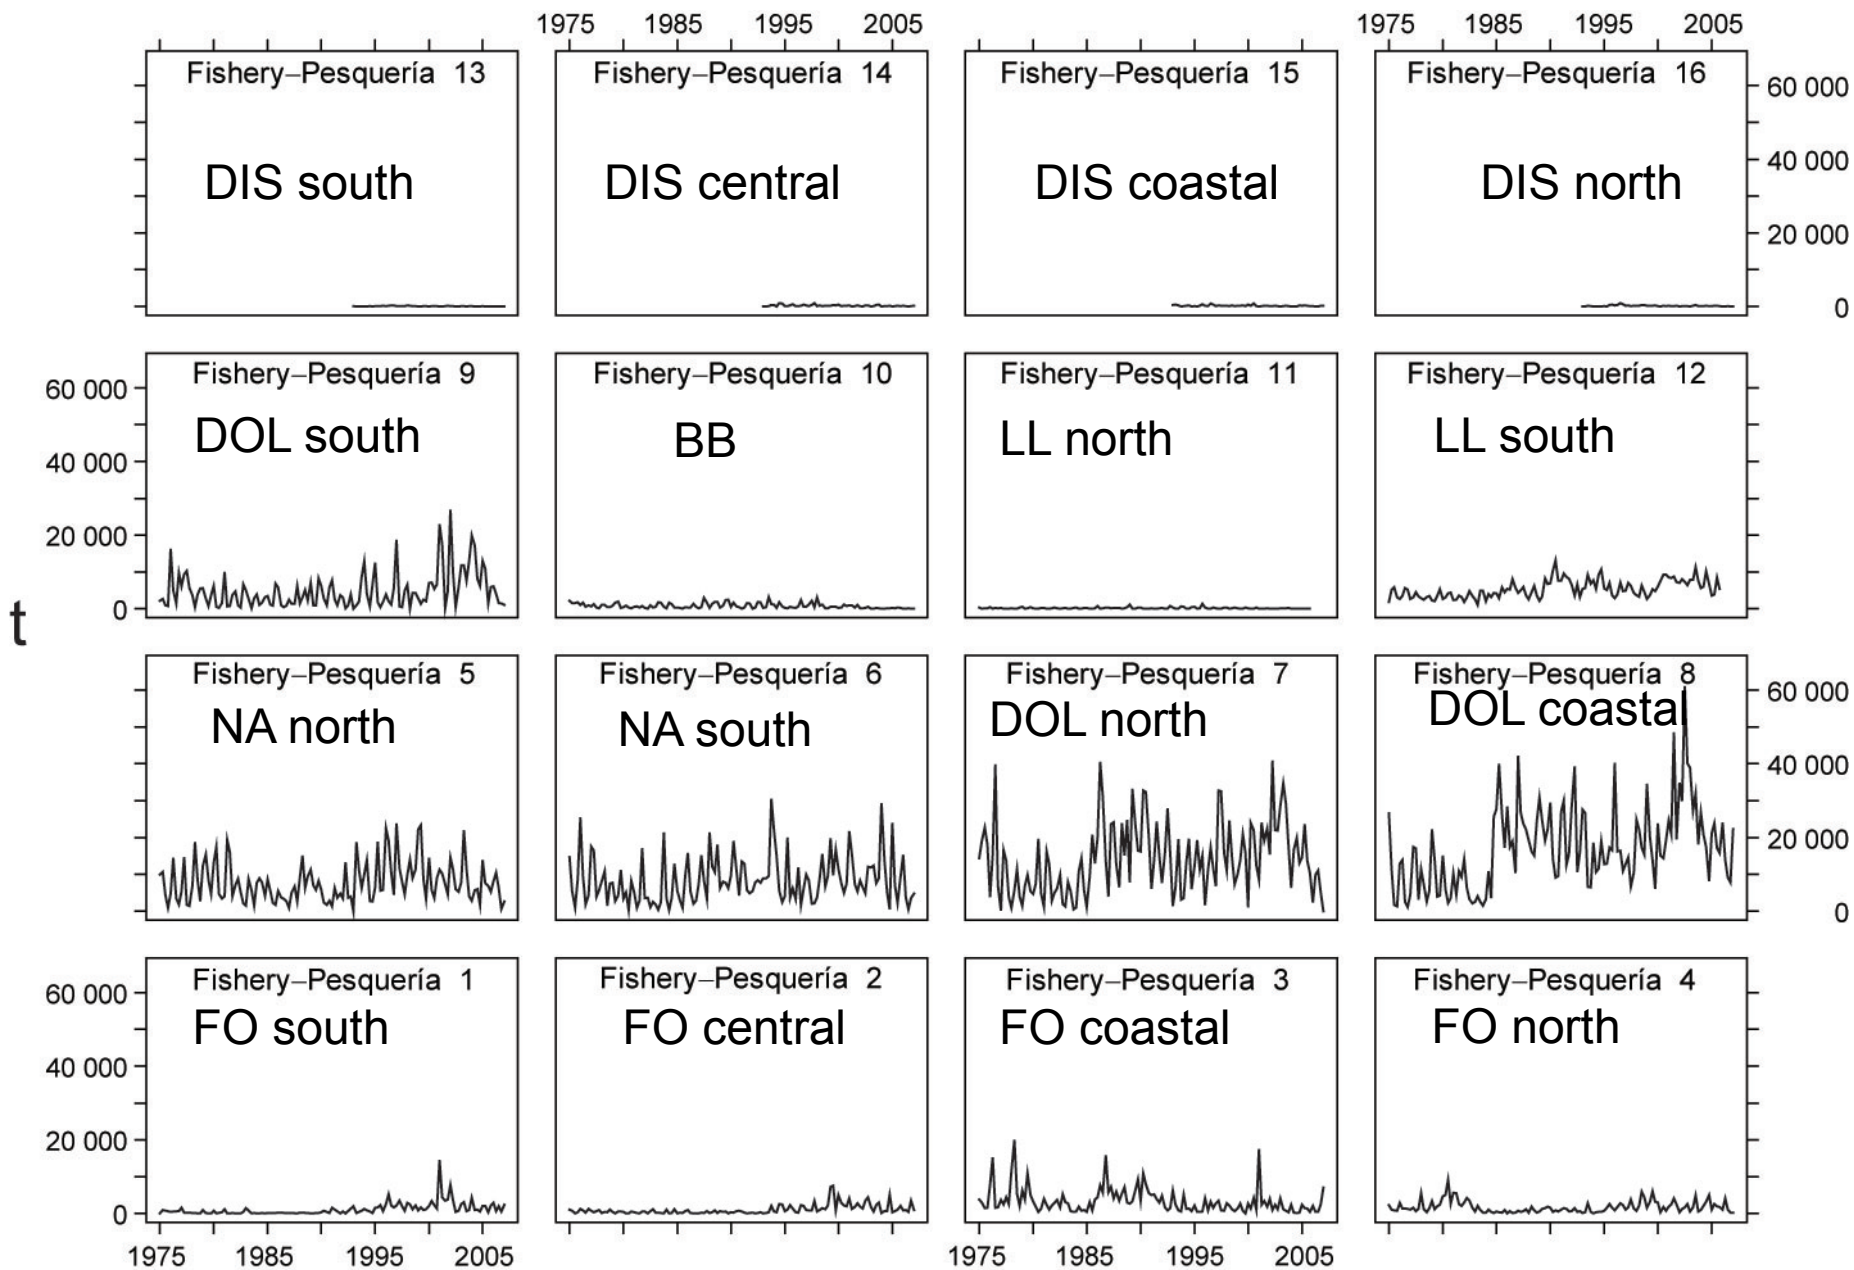 1975 1985 1995 2005 1975 1985 1995 2005
Fishery–Pesquería 13 Fishery–Pesquería 14 Fishery–Pesquería 15 Fishery–Pesquería 16 60 000
DIS south DIS central DIS coastal DIS north 40 000
20 000
0
Fishery–Pesquería 9 Fishery–Pesquería 10 Fishery–Pesquería 11 Fishery–Pesquería 12
60 000
DOL south BB LL north LL south
40 000
20 000
0
t
Fishery–Pesquería 5 Fishery–Pesquería 6 Fishery–Pesquería 7 Fishery–Pesquería 8
60 000
NA north NA south DOL north DOL coastal
40 000
20 000
0
Fishery–Pesquería 1 Fishery–Pesquería 2 Fishery–Pesquería 3 Fishery–Pesquería 4
60 000
FO south FO central FO coastal FO north
40 000
20 000
0
1975 1985 1995 2005 1975 1985 1995 2005